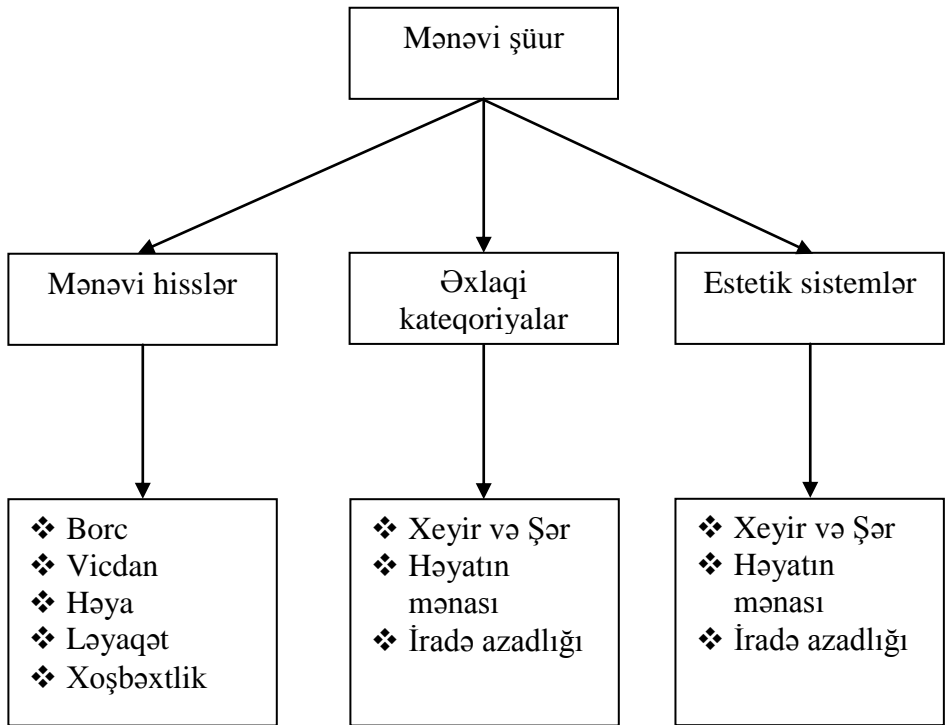 Mənəvi şüur
Mənəvi hisslər
Əxlaqi
kateqoriyalar
Estetik sistemlər
❖ Borc
❖ Vicdan
❖ Həya
❖ Ləyaqət
❖ Xoşbəxtlik
❖ Xeyir və Şər
❖ Həyatın
mənası
❖ İradə azadlığı
❖ Xeyir və Şər
❖ Həyatın
mənası
❖ İradə azadlığı